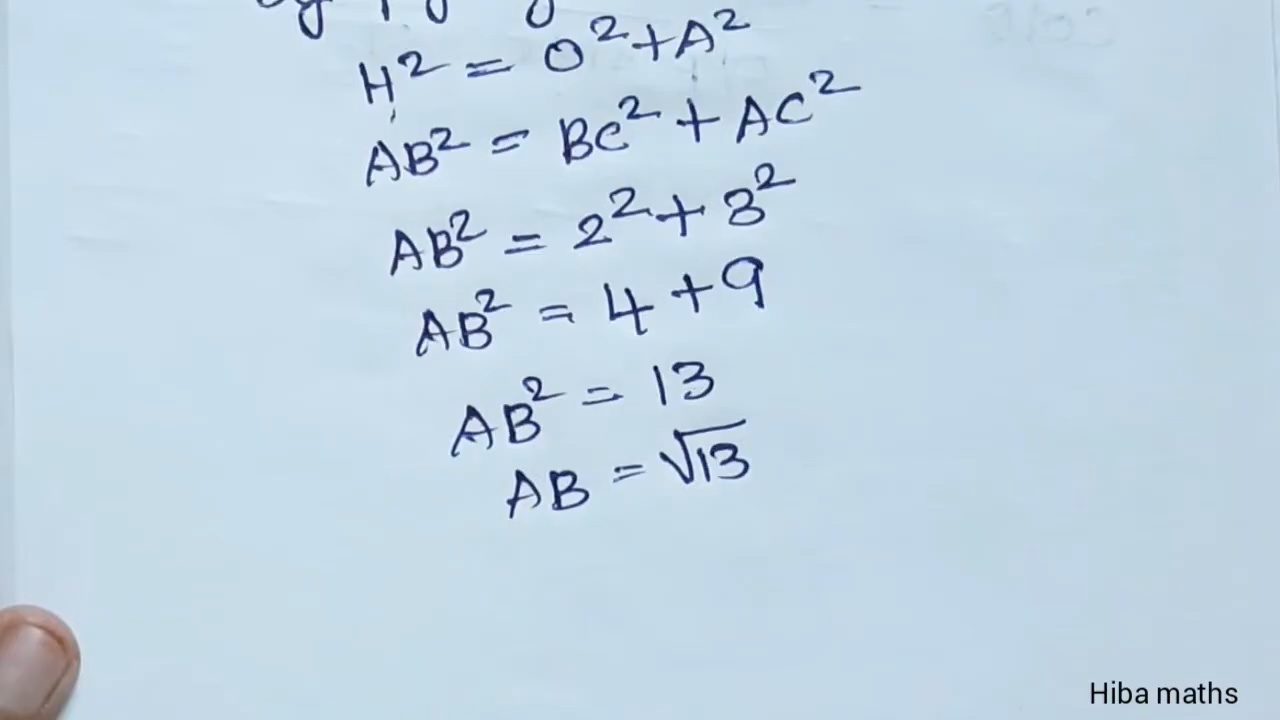 H² = O² + A²
AB² = BC² + AC²
AB² = 2² + 3²
AB² = 4 + 9
AB² = 13
AB = √13
Hiba maths